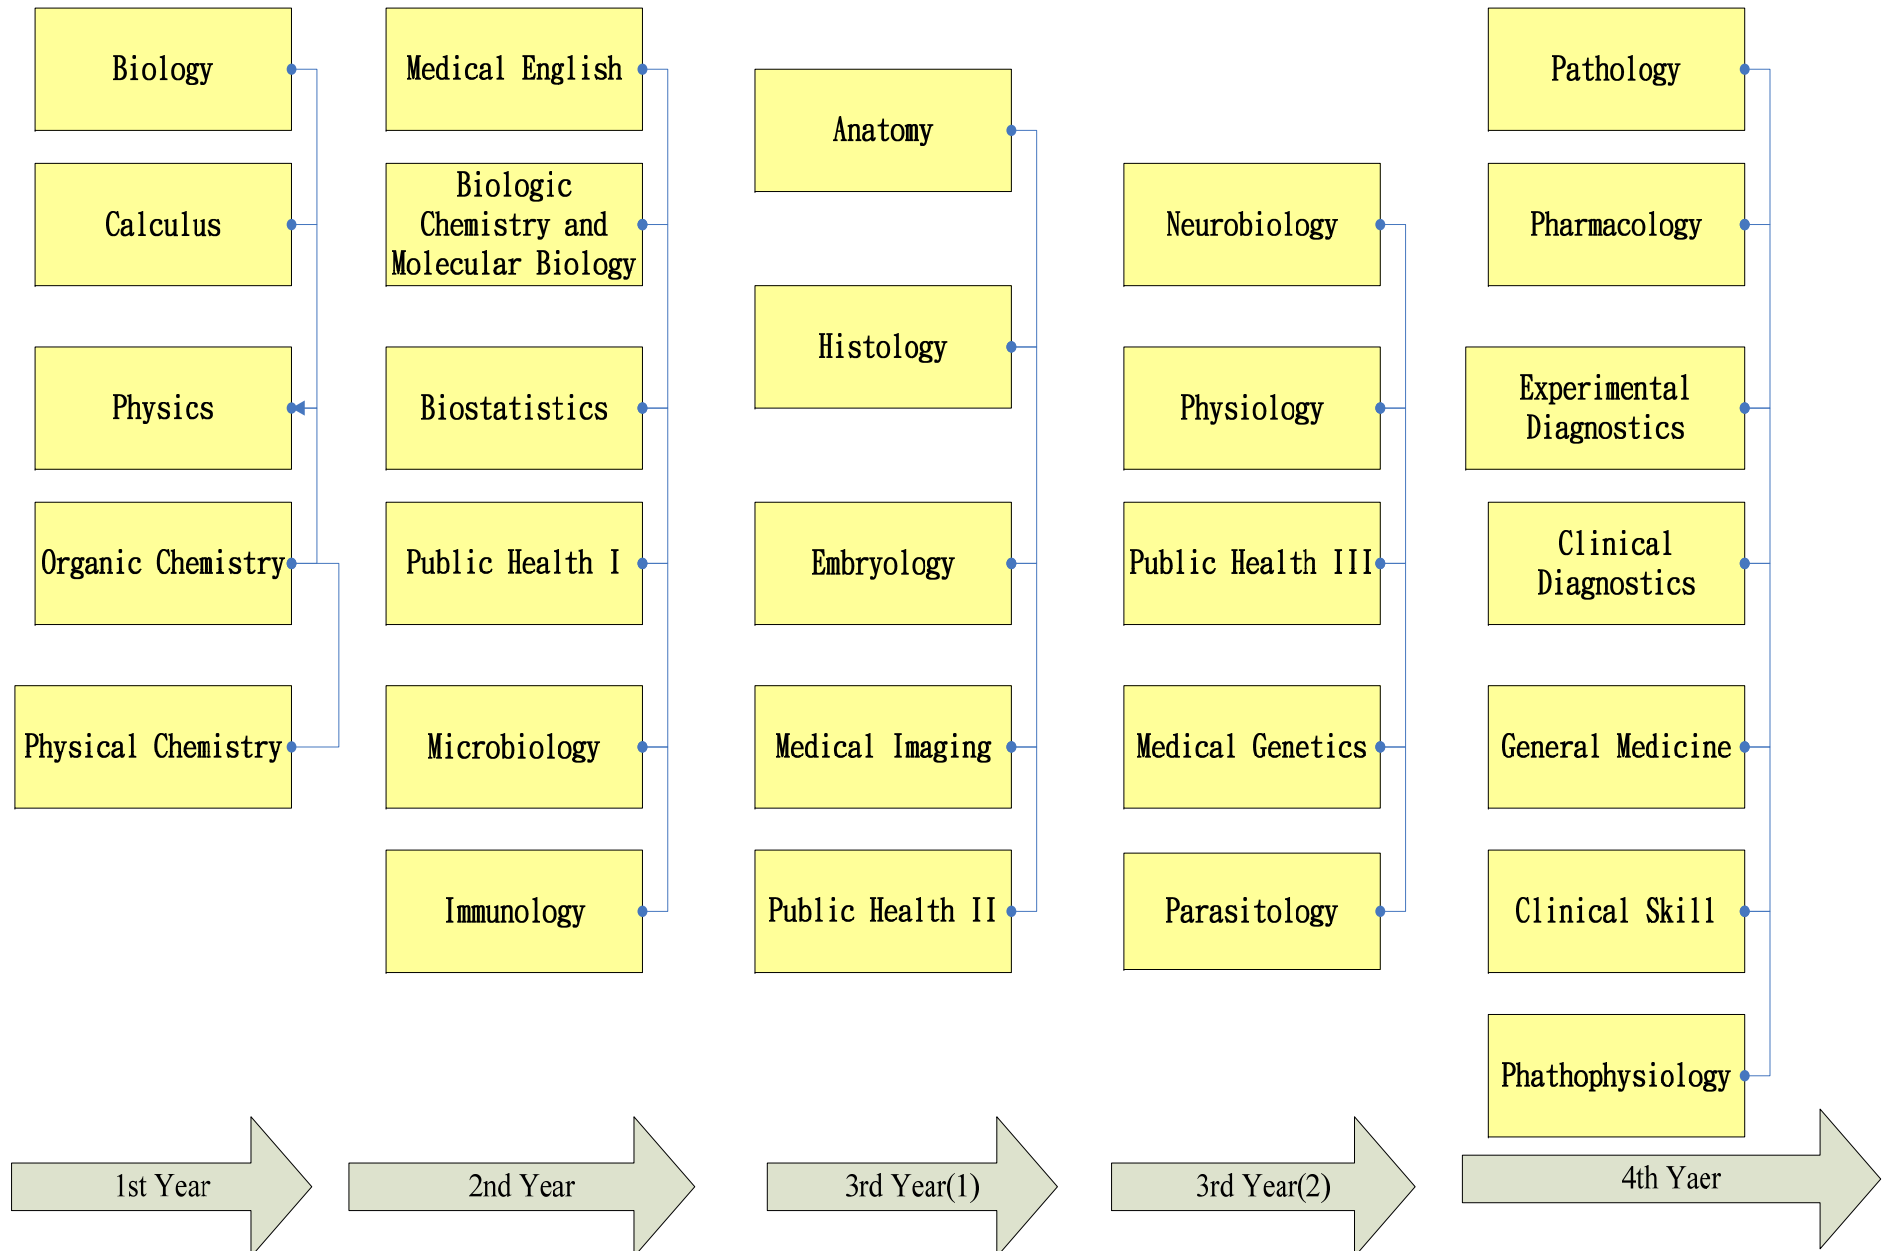 Biology
Calculus
Physics
Organic Chemistry
Physical Chemistry
1st Year
Medical English
Biologic
Chemistry and
Molecular Biology
Biostatistics
Public Health I
Microbiology
Immunology
2nd Year
Anatomy
Histology
Embryology
Medical Imaging
Public Health II
3rd Year(1)
Neurobiology
Physiology
Public Health III
Medical Genetics
Parasitology
3rd Year(2)
Pathology
Pharmacology
Experimental
Diagnostics
Clinical
Diagnostics
General Medicine
Clinical Skill
Phathophysiology
4th Yaer